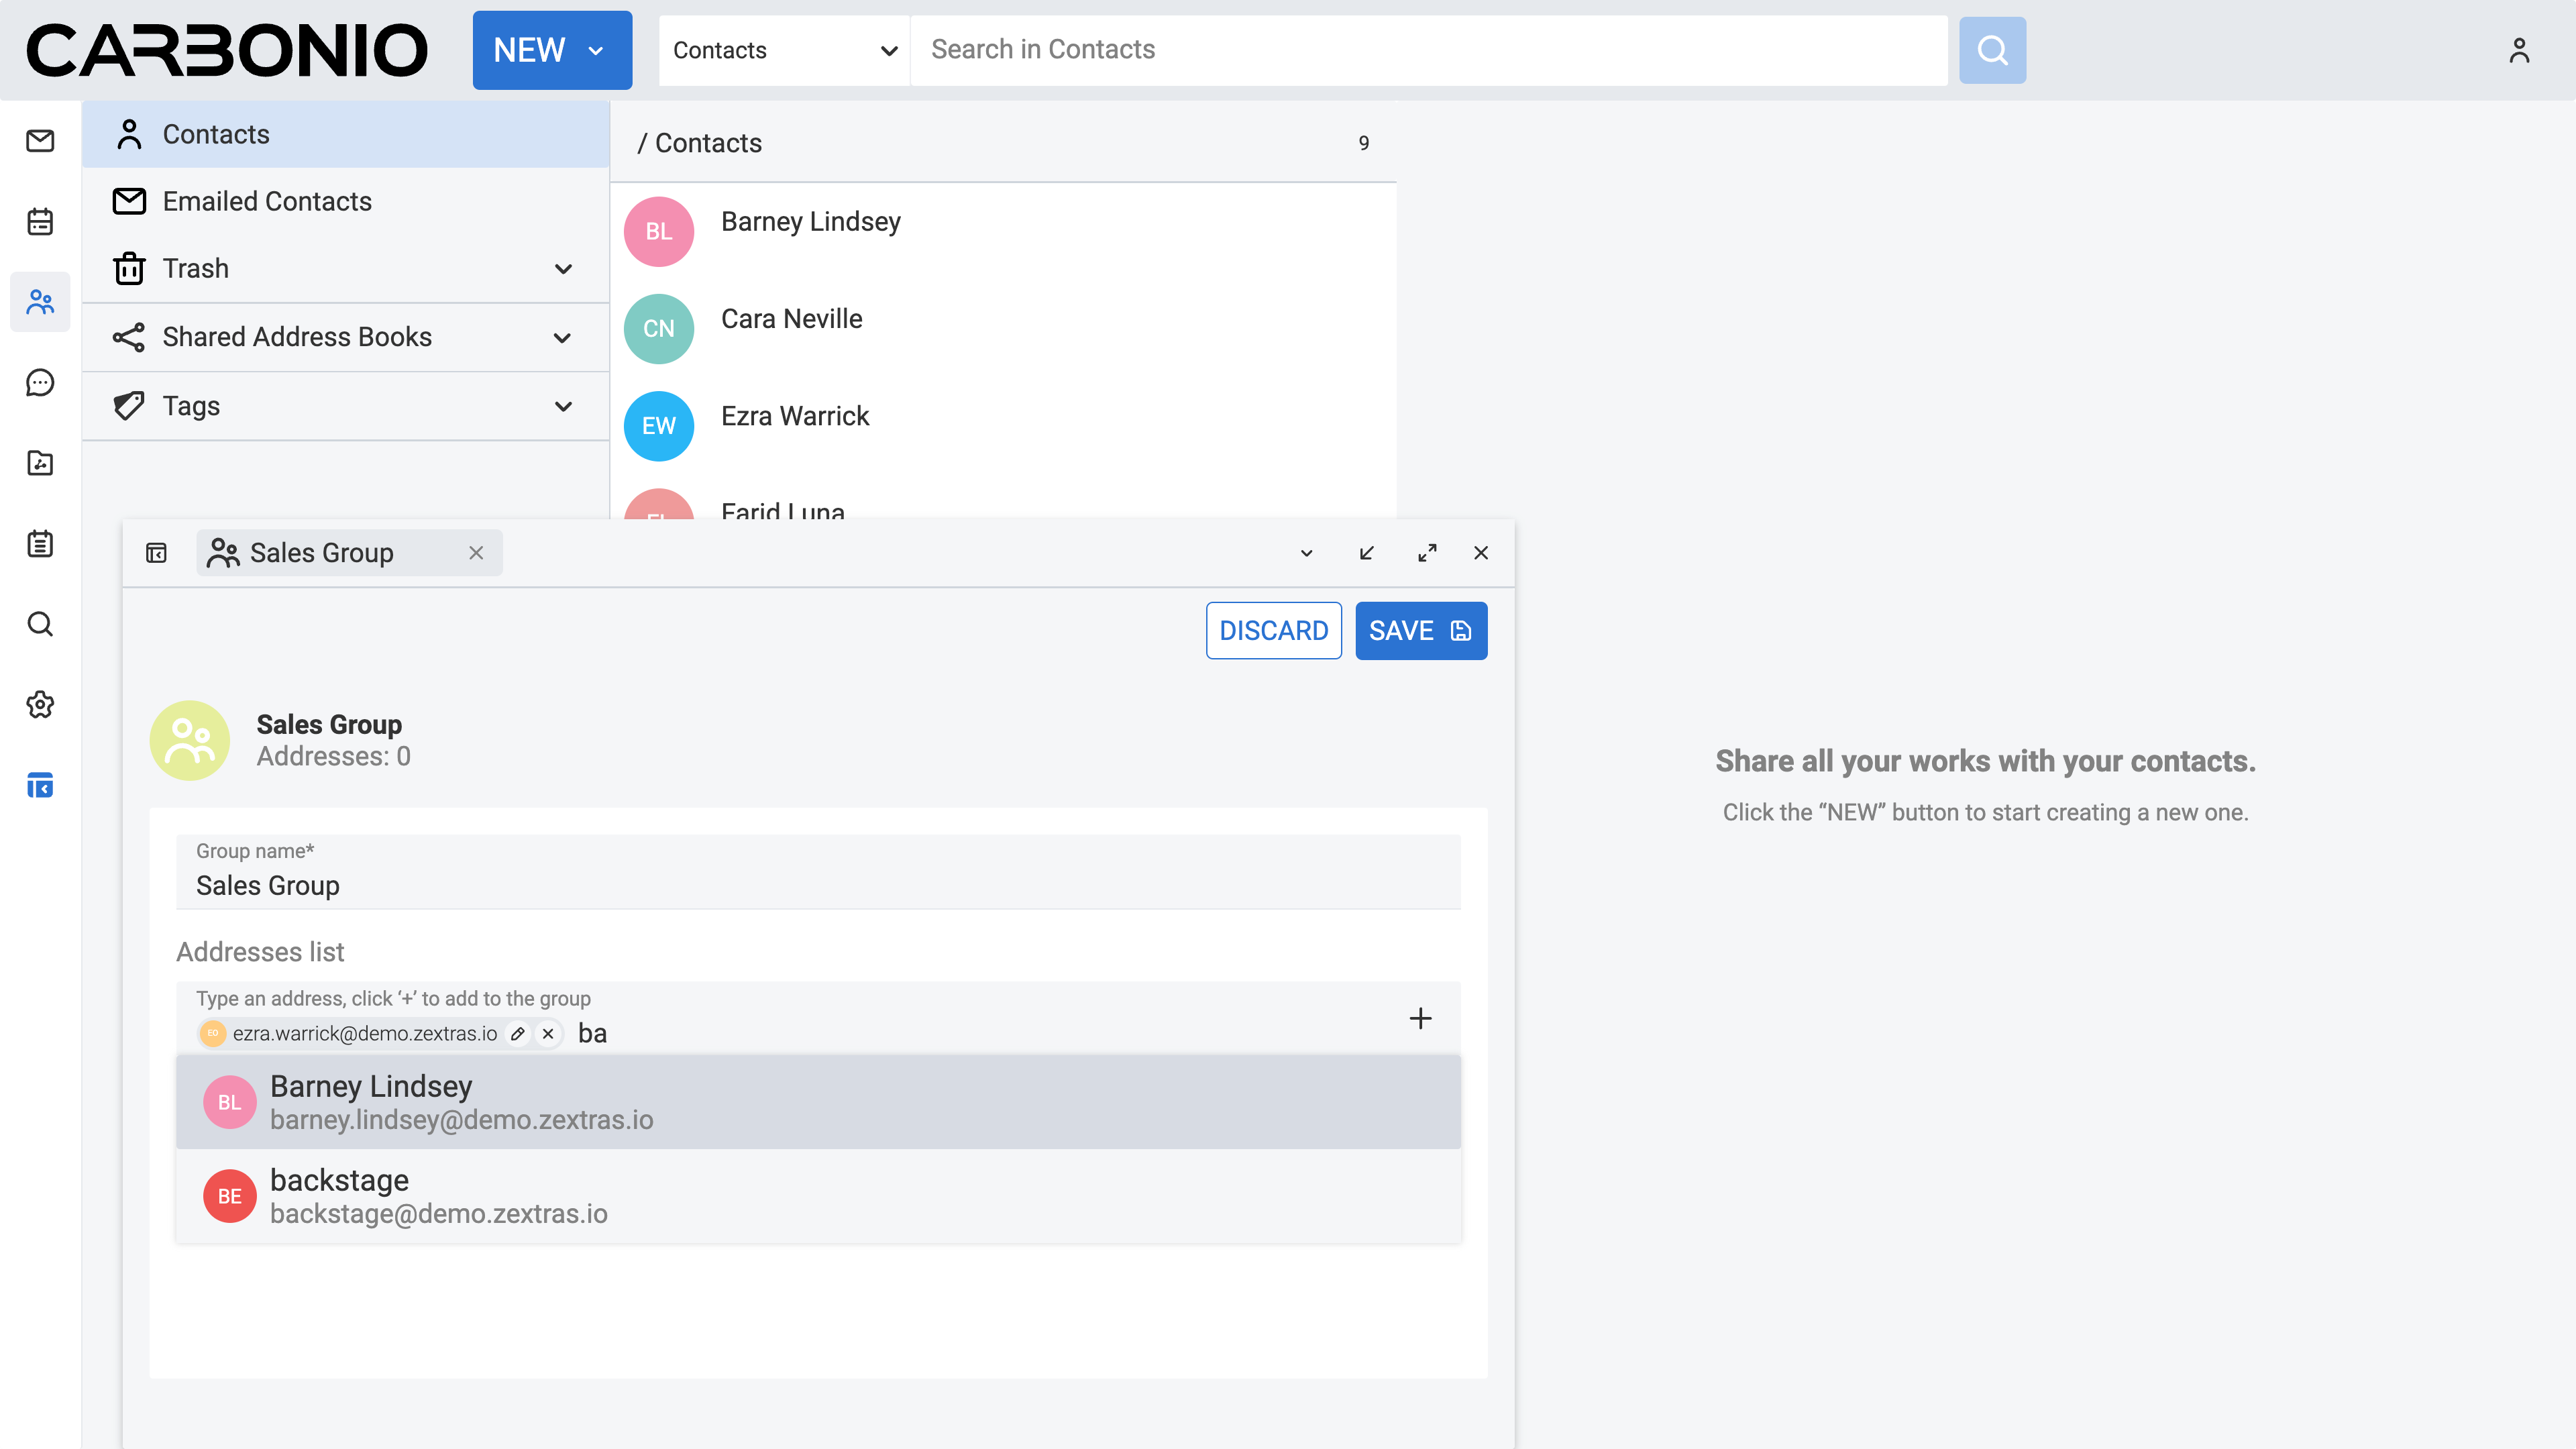 CARBONIO
NEW
Contacts
Search in Contacts
Contacts
Emailed Contacts
Trash
Shared Address Books
Tags
/ Contacts
9
BL
Barney Lindsey
CN
Cara Neville
EW
Ezra Warrick
FL
Farid Luna
Sales Group
DISCARD
SAVE
Sales Group
Addresses: 0
Group name*
Sales Group
Addresses list
Type an address, click ‘+’ to add to the group
EO ezra.warrick@demo.zextras.io ba
BL
Barney Lindsey
barney.lindsey@demo.zextras.io
BE
backstage
backstage@demo.zextras.io
Share all your works with your contacts.
Click the “NEW” button to start creating a new one.